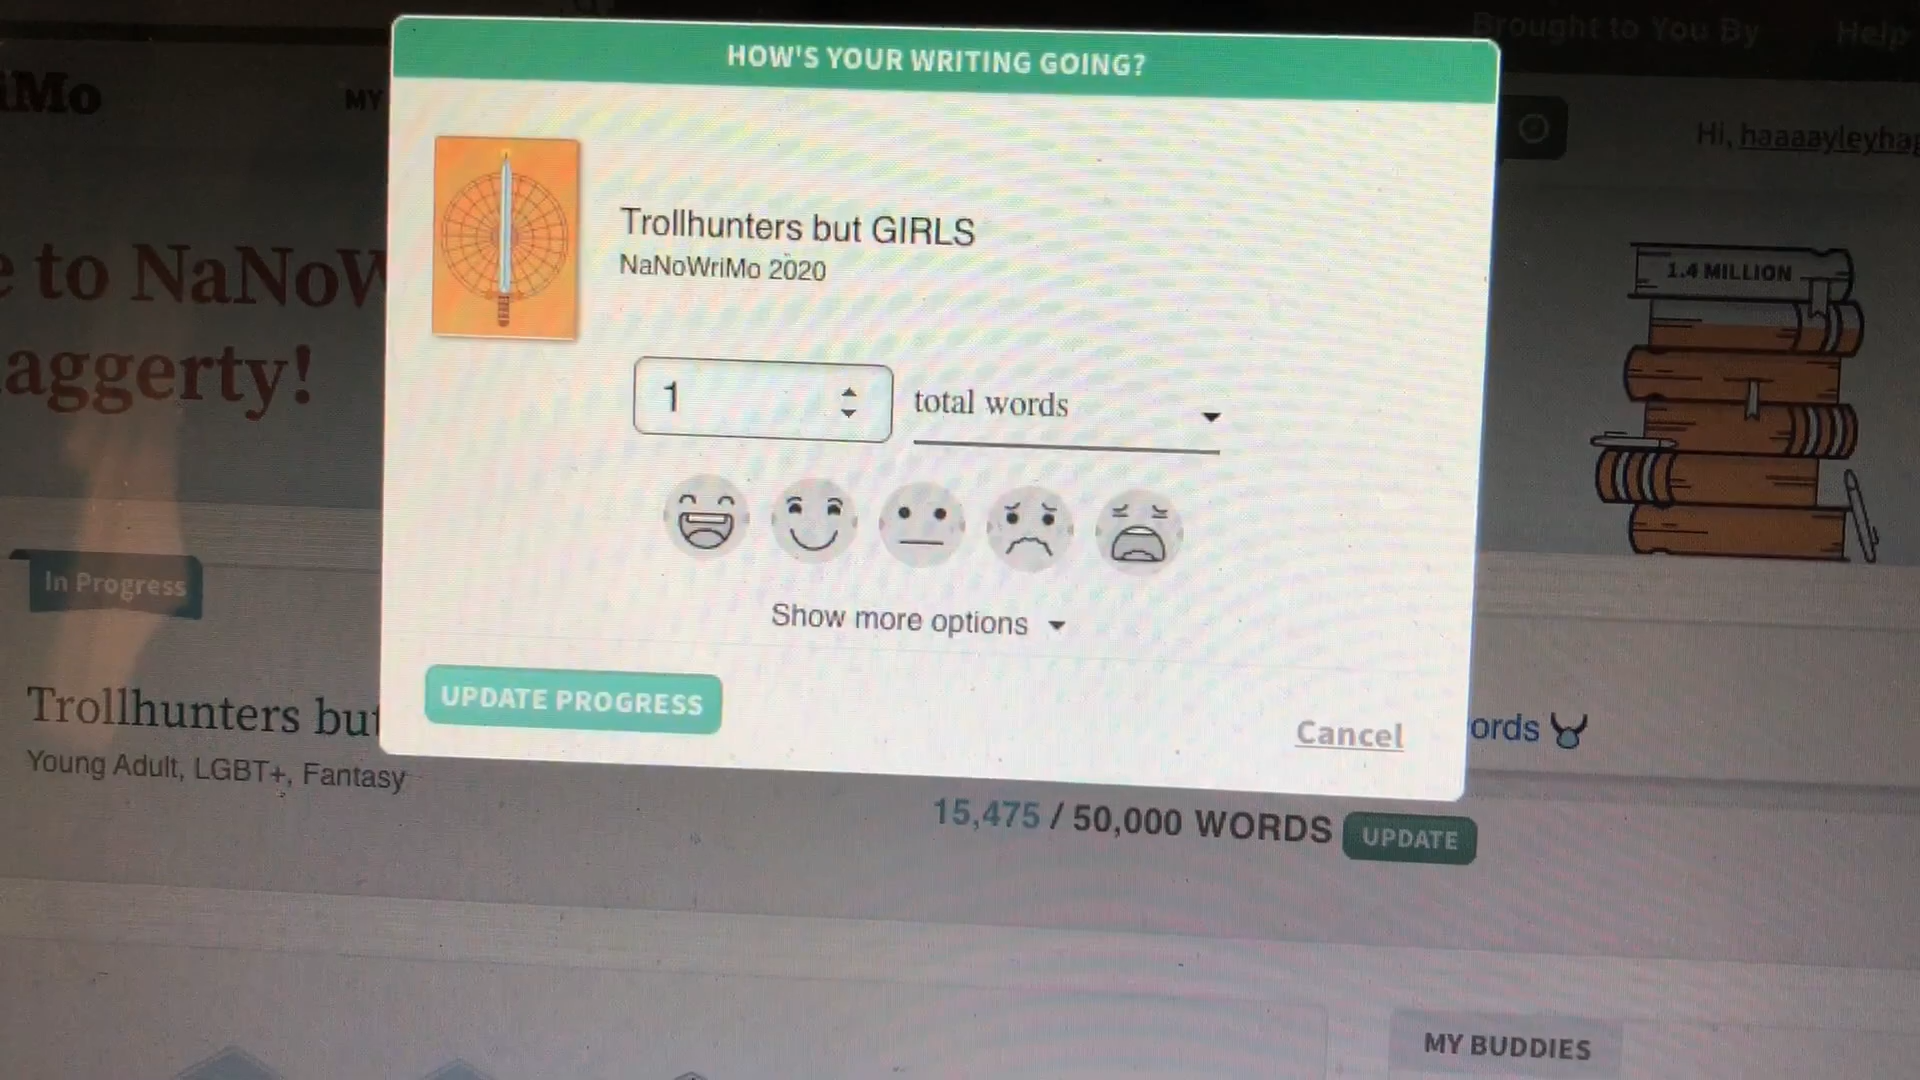 Brought to You By
Help
iMo
MY
HOW'S YOUR WRITING GOING?
Hi, haaaayleyhag
e to NaNoW
aggerty!
Trollhunters but GIRLS
NaNoWriMo 2020
1.4 MILLION
1
total words
Show more options
In Progress
UPDATE PROGRESS
Cancel
Trollhunters but
ords
Young Adult, LGBT+, Fantasy
15,475 / 50,000 WORDS
UPDATE
MY BUDDIES